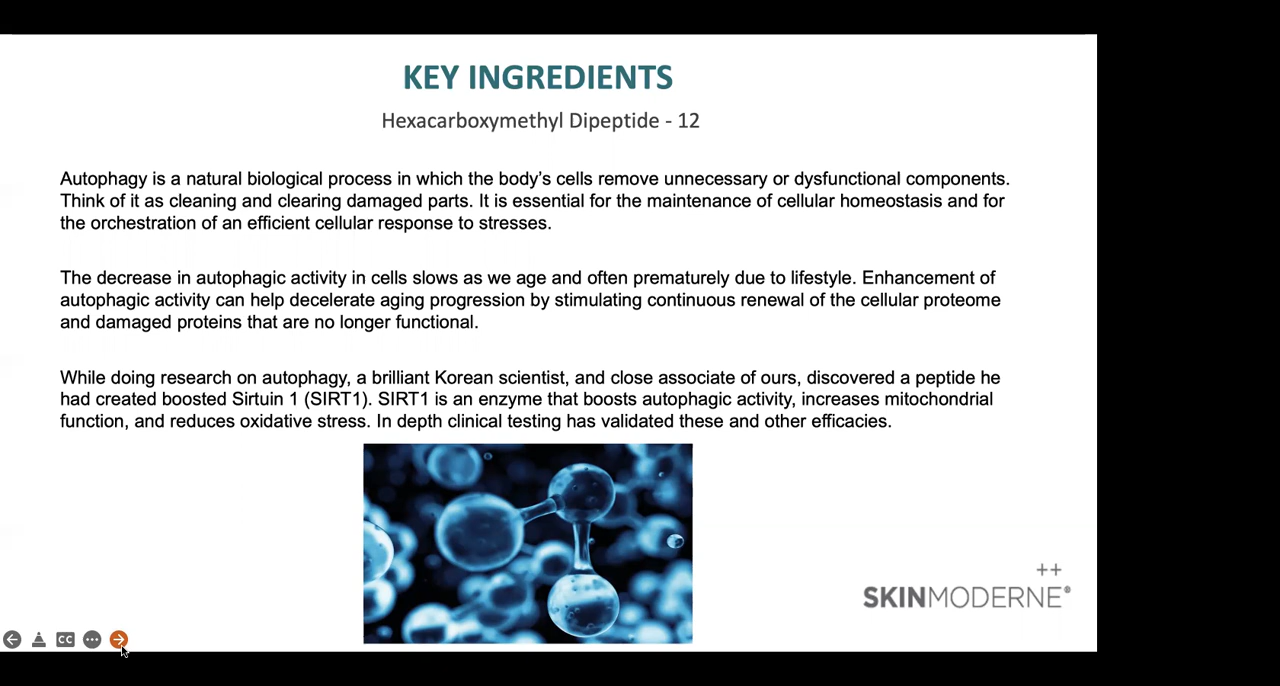 KEY INGREDIENTS
Hexacarboxymethyl Dipeptide - 12
Autophagy is a natural biological process in which the body's cells remove unnecessary or dysfunctional components.
Think of it as cleaning and clearing damaged parts. It is essential for the maintenance of cellular homeostasis and for
the orchestration of an efficient cellular response to stresses.
The decrease in autophagic activity in cells slows as we age and often prematurely due to lifestyle. Enhancement of
autophagic activity can help decelerate aging progression by stimulating continuous renewal of the cellular proteome
and damaged proteins that are no longer functional.
While doing research on autophagy, a brilliant Korean scientist, and close associate of ours, discovered a peptide he
had created boosted Sirtuin 1 (SIRT1). SIRT1 is an enzyme that boosts autophagic activity, increases mitochondrial
function, and reduces oxidative stress. In depth clinical testing has validated these and other efficacies.
++
SKINMODERNE®
CC